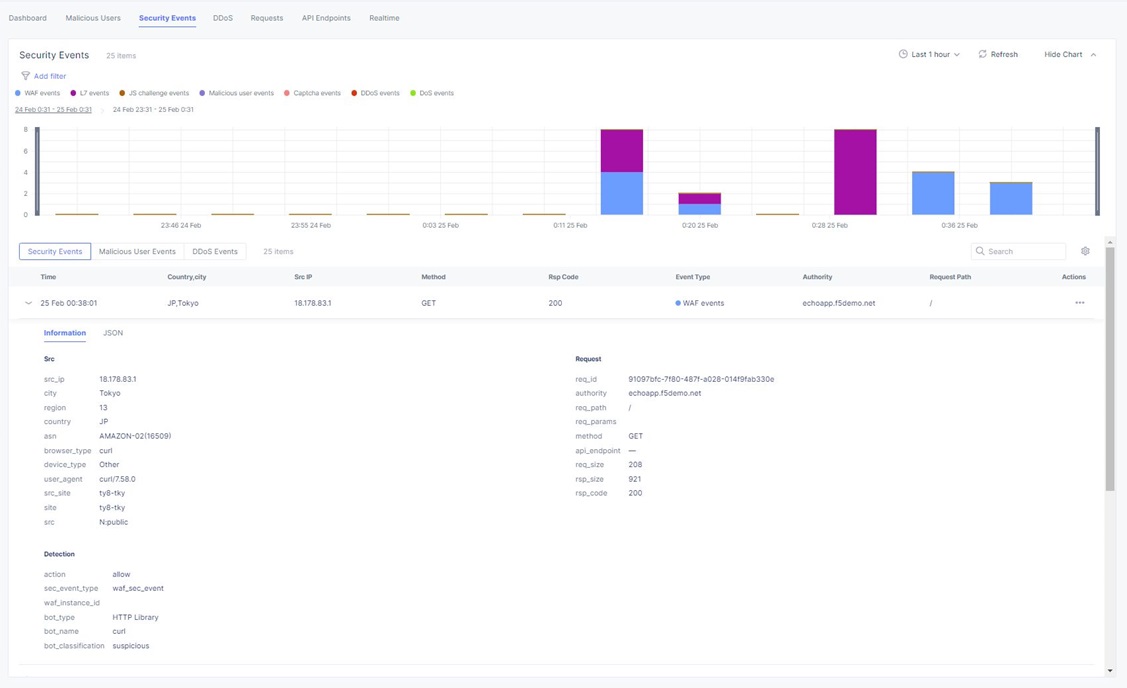 Dashboard Malicious Users Security Events DDoS Requests API Endpoints Realtime
Security Events 25 items Last 1 hour Refresh Hide Chart
Add filter
WAF events L7 events JS challenge events Malicious user events Captcha events DDoS events DoS events
24 Feb 0:31 - 25 Feb 0:31 24 Feb 23:31 - 25 Feb 0:31
8
6
4
2
0
23:46 24 Feb 23:55 24 Feb 0:03 25 Feb 0:11 25 Feb 0:20 25 Feb 0:28 25 Feb 0:36 25 Feb
Security Events Malicious User Events DDoS Events 25 items Search
Time Country,city Src IP Method Rsp Code Event Type Authority Request Path Actions
25 Feb 00:38:01 JP,Tokyo 18.178.83.1 GET 200 WAF events echoapp.f5demo.net /
Information JSON
Src
src_ip 18.178.83.1
city Tokyo
region 13
country JP
asn AMAZON-02(16509)
browser_type curl
device_type Other
user_agent curl/7.58.0
src_site ty8-tky
site ty8-tky
src N:public
Request
req_id 91097bfc-7f80-487f-a028-014f9fab330e
authority echoapp.f5demo.net
req_path /
req_params
method GET
api_endpoint —
req_size 208
rsp_size 921
rsp_code 200
Detection
action allow
sec_event_type waf_sec_event
waf_instance_id
bot_type HTTP Library
bot_name curl
bot_classification suspicious